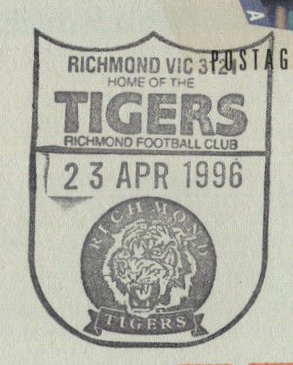 RICHMOND VIC 3121
POSTAG
HOME OF THE
TIGERS
RICHMOND FOOTBALL CLUB
23 APR 1996
RICHMOND
TIGERS
A